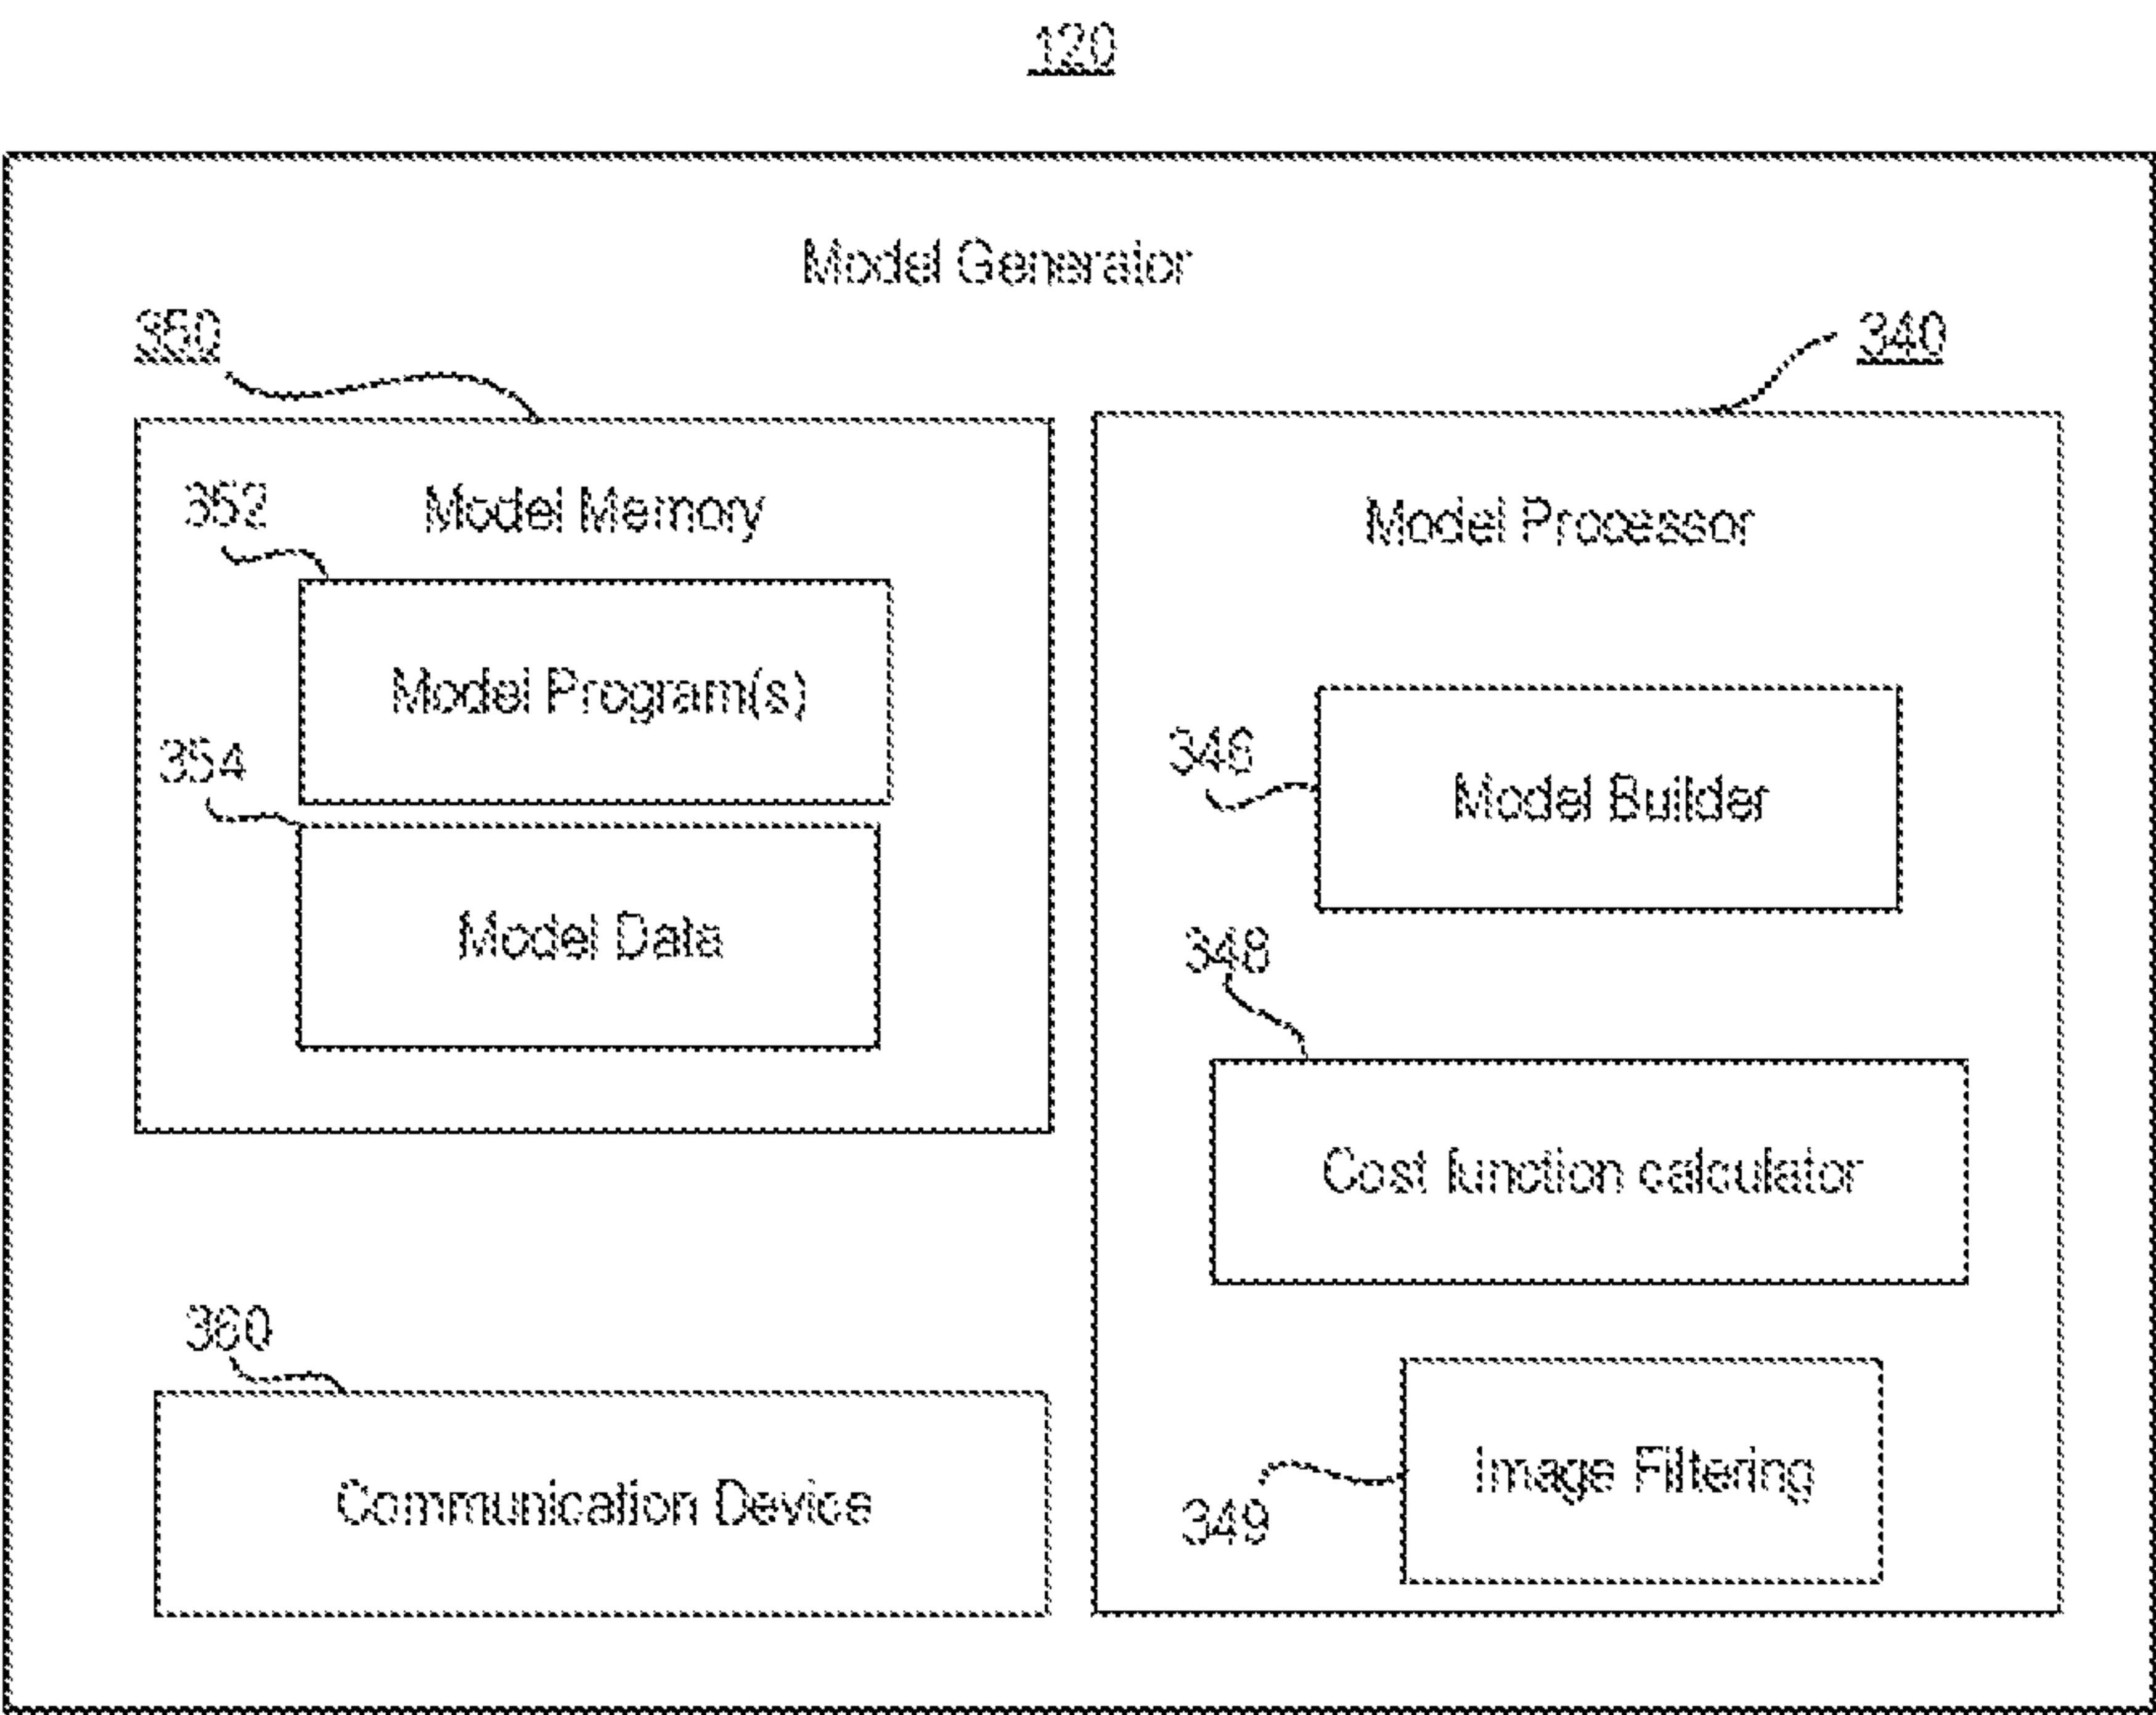 120
Model Generator
350
340
352
Model Memory
Model Program(s)
354
Model Data
Model Processor
346
Model Builder
348
Cost function calculator
360
Communication Device
349
Image Filtering